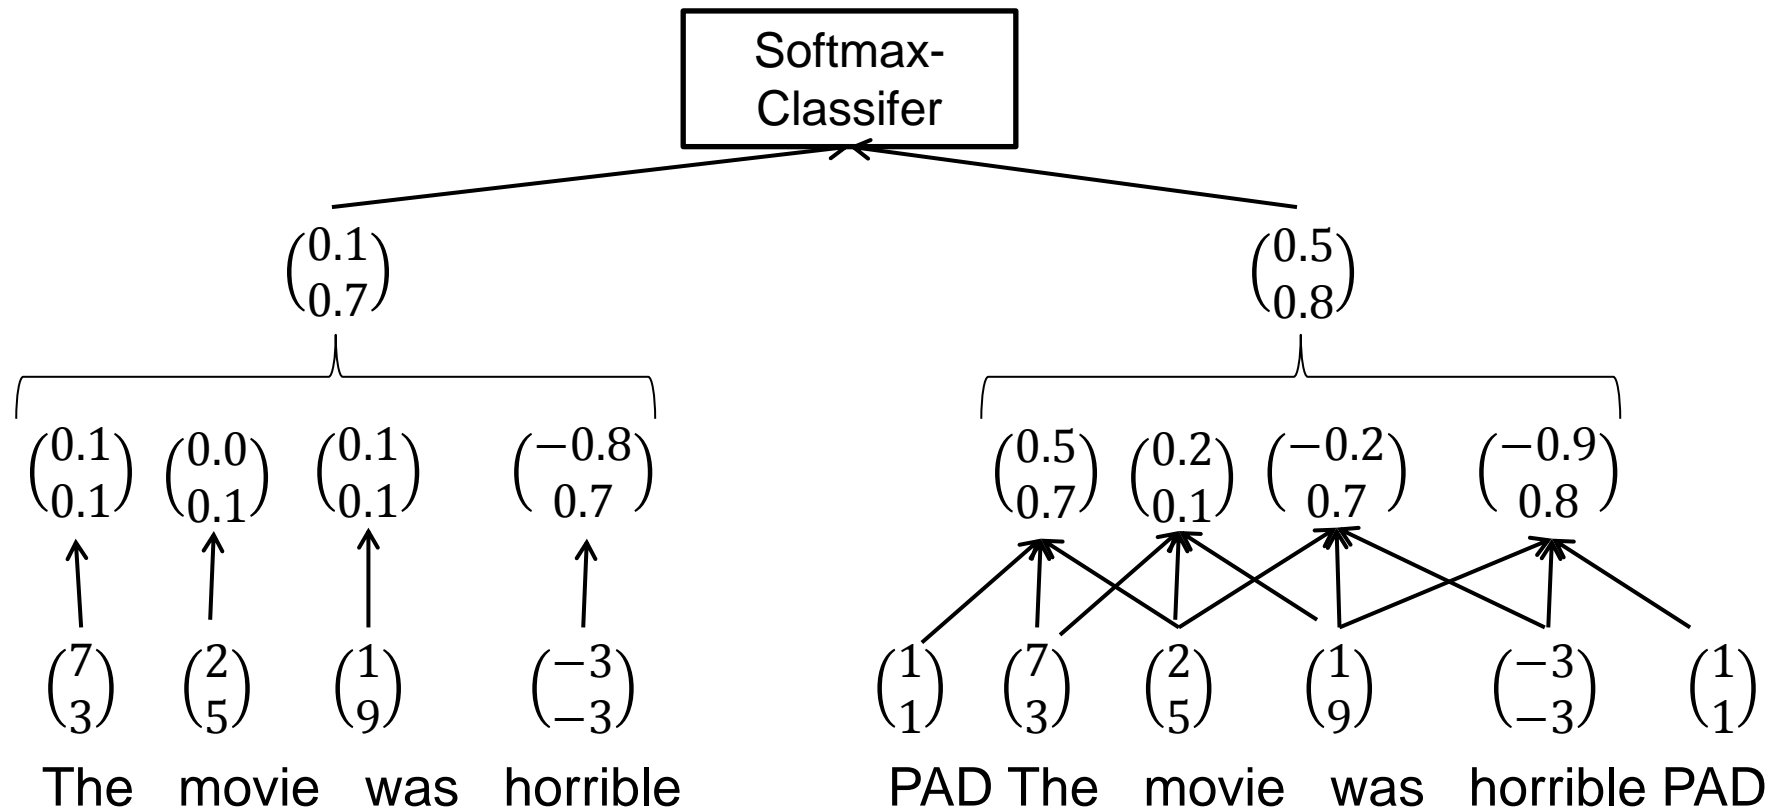 Softmax-
Classifer
(0.1 0.7) (0.5 0.8)
(0.1 0.1) (0.0 0.1) (0.1 0.1) (−0.8 0.7) (0.5 0.7) (0.2 0.1) (−0.2 0.7) (−0.9 0.8)
(7 3) (2 5) (1 9) (−3 −3) (1 1) (7 3) (2 5) (1 9) (−3 −3) (1 1)
The movie was horrible PAD The movie was horrible PAD